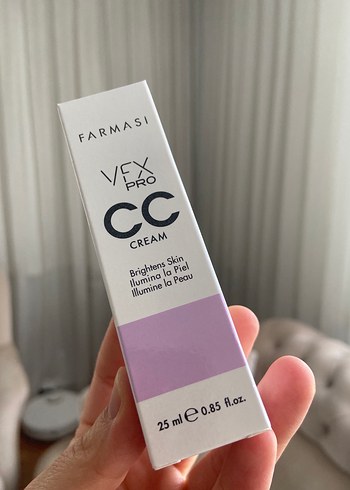 FARMASI
VFX
PRO
CC
CREAM
Brightens Skin
Ilumina la Piel
Illumine la Peau
25 ml ℮ 0.85 fl.oz.